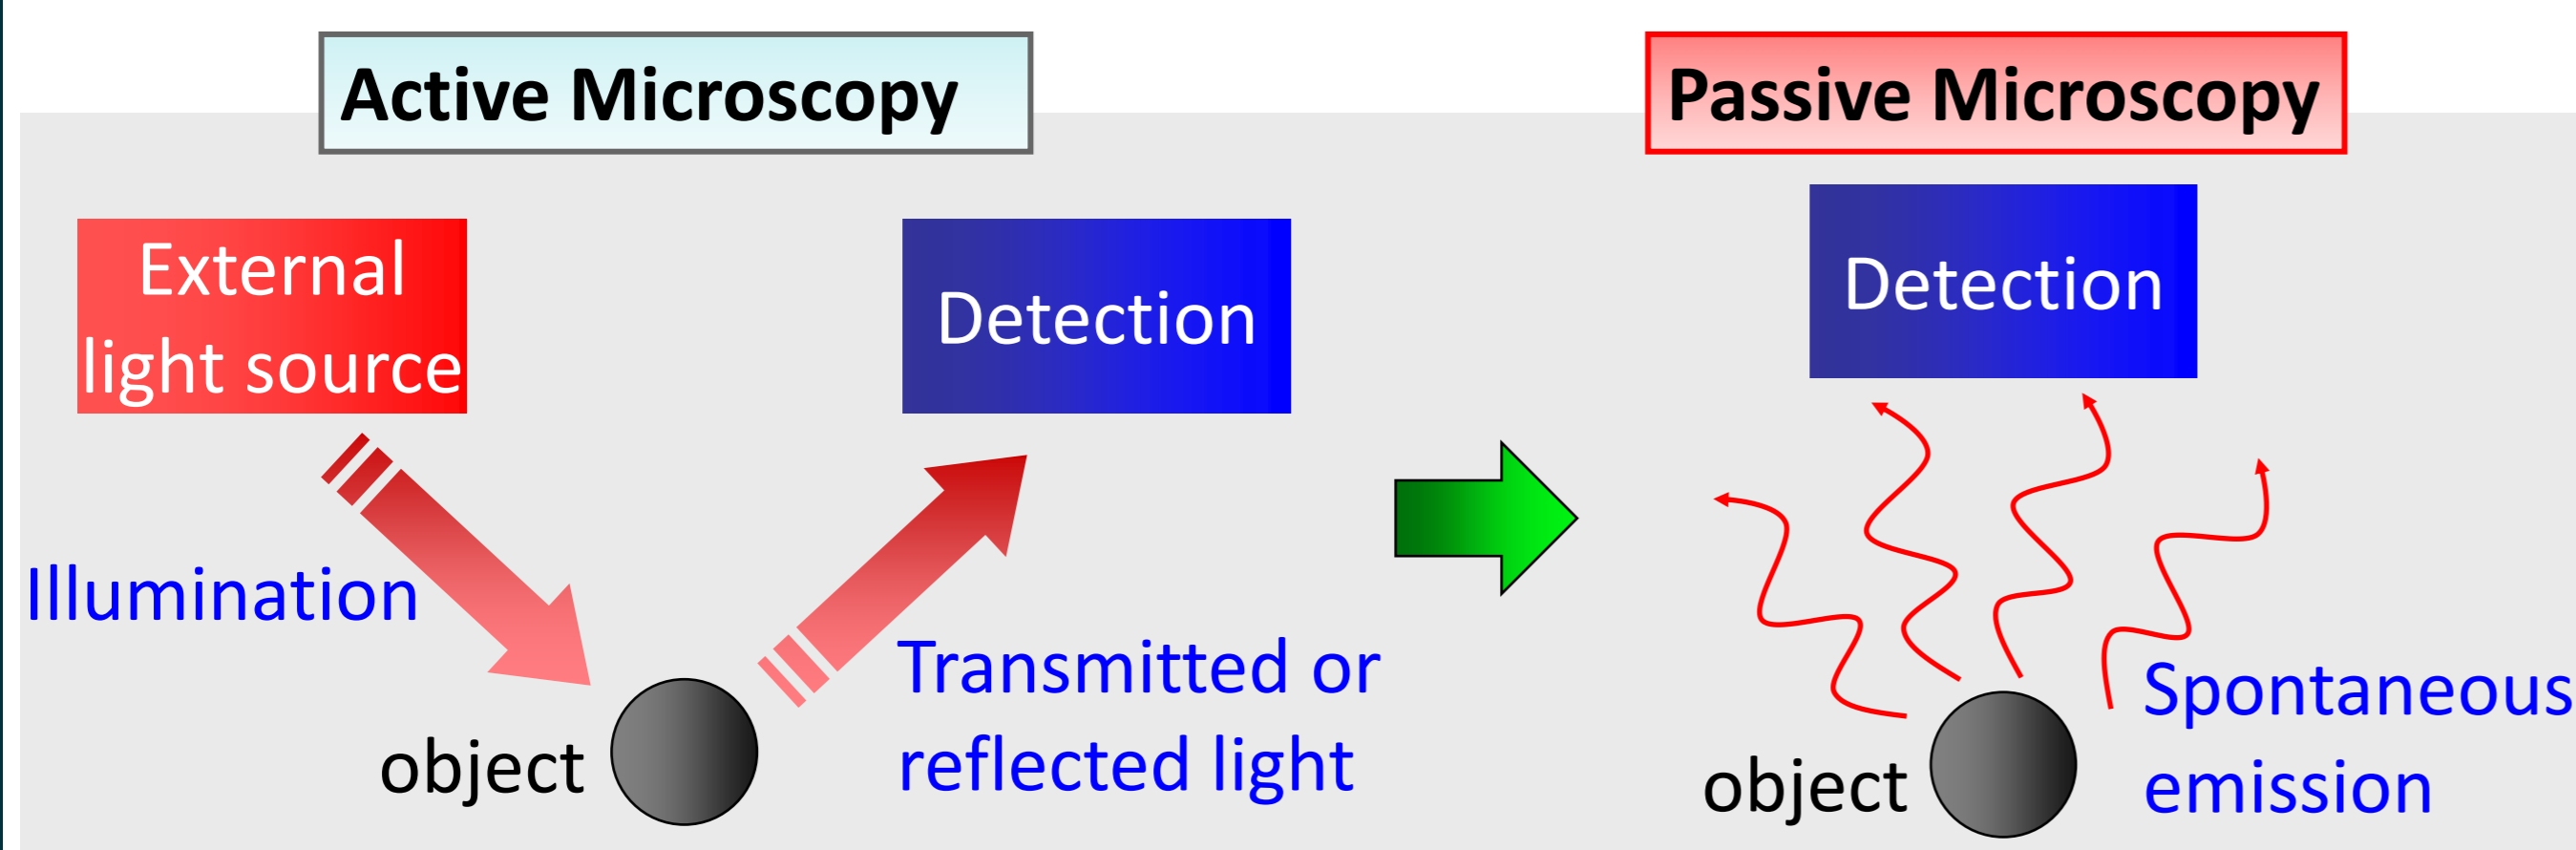 Active Microscopy
External
light source
Detection
Illumination
object
Transmitted or
reflected light
Passive Microscopy
Detection
object
Spontaneous
emission